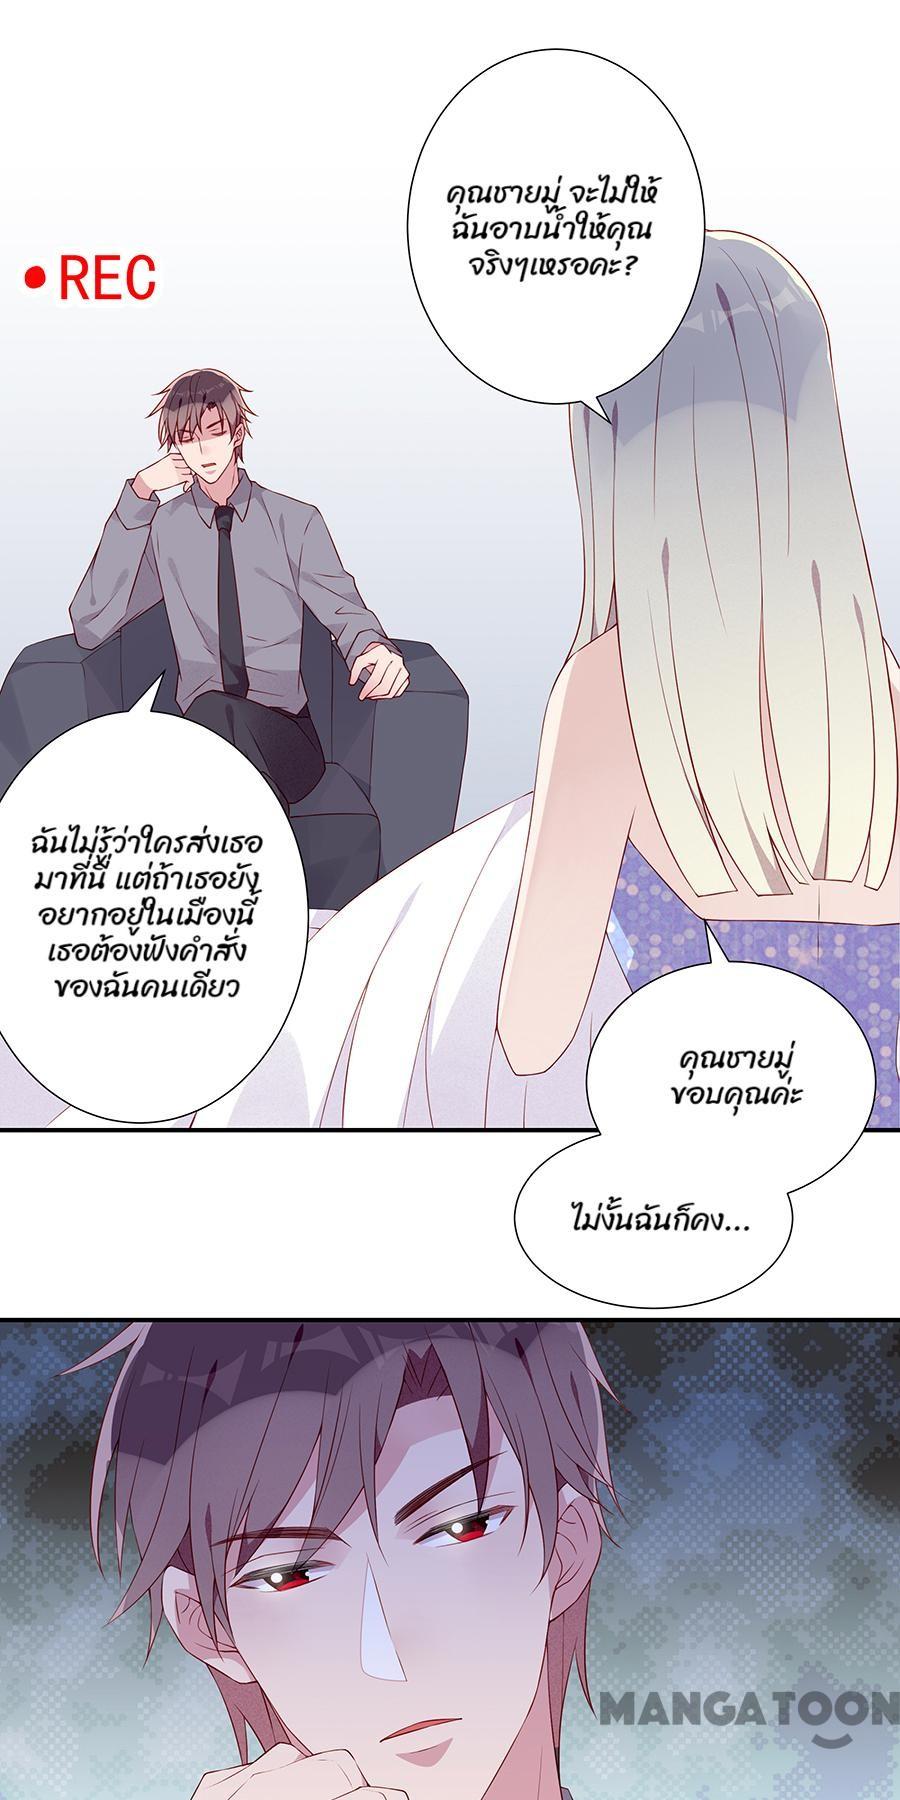 คุณชายมู่ จะไม่ให้
ฉันอาบน้ำให้คุณ
จริงๆเหรอคะ?
REC
ฉันไม่รู้ว่าใครส่งเธอ
มาที่นี่ แต่ถ้าเธอยัง
อยากอยู่ในเมืองนี้
เธอต้องฟังคำสั่ง
ของฉันคนเดียว
คุณชายมู่
ขอบคุณค่ะ
ไม่งั้นฉันก็คง...
MANGATOON